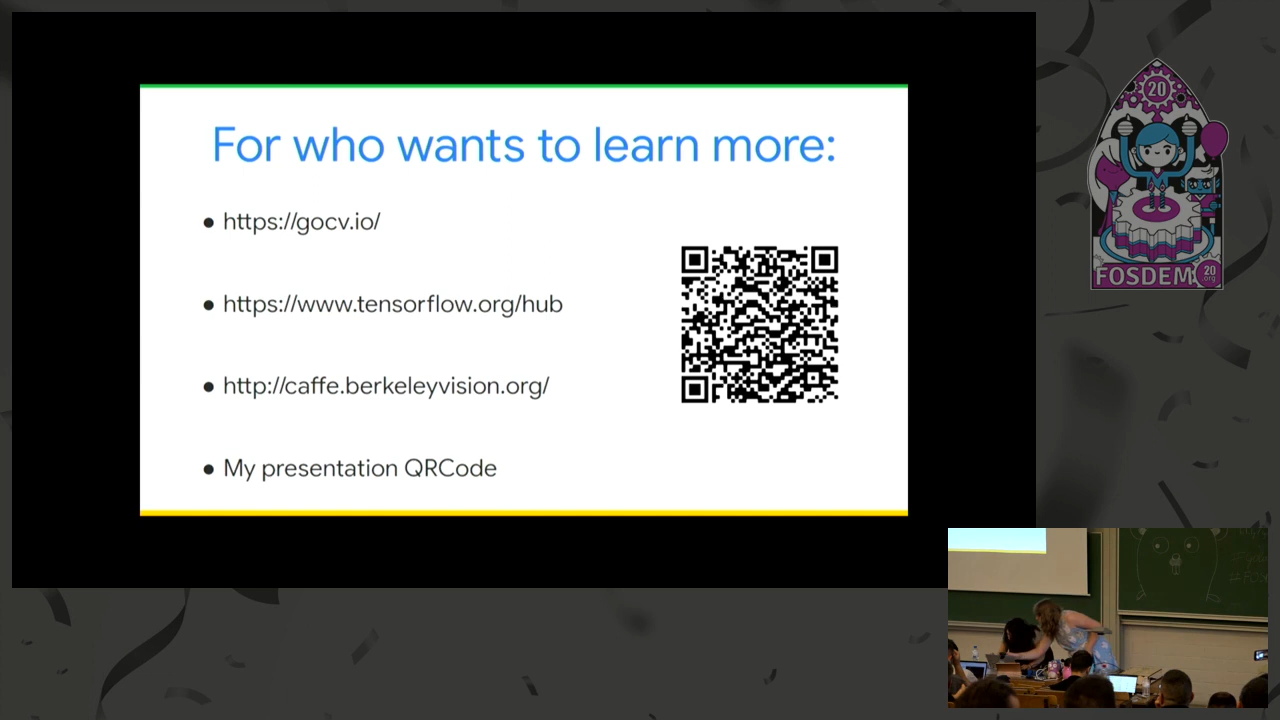 For who wants to learn more:
● https://gocv.io/
● https://www.tensorflow.org/hub
● http://caffe.berkeleyvision.org/
● My presentation QRCode
20
FOSDEM
20
org